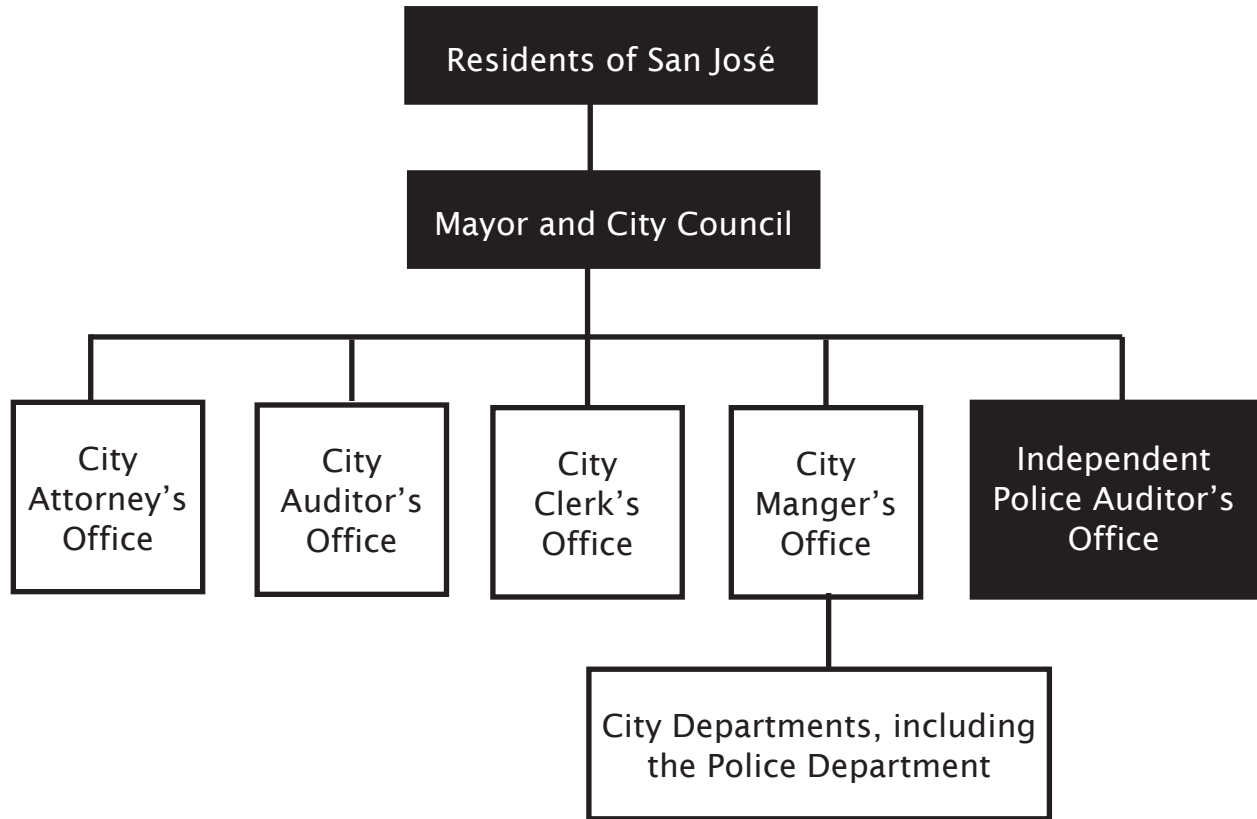 Residents of San José
Mayor and City Council
City
Attorney’s
Office
City
Auditor’s
Office
City
Clerk’s
Office
City
Manger’s
Office
Independent
Police Auditor’s
Office
City Departments, including
the Police Department